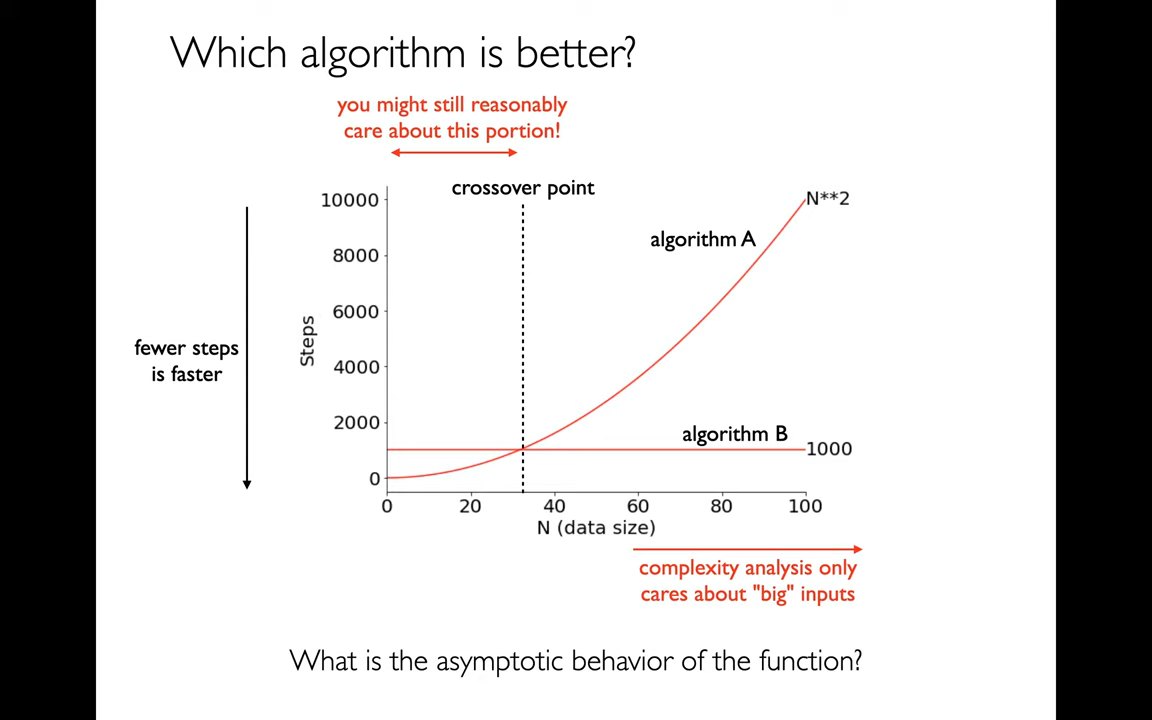 Which algorithm is better?
you might still reasonably
care about this portion!
crossover point
10000
8000
6000
4000
2000
0
Steps
fewer steps
is faster
N**2
algorithm A
algorithm B
1000
0 20 40 60 80 100
N (data size)
complexity analysis only
cares about "big" inputs
What is the asymptotic behavior of the function?